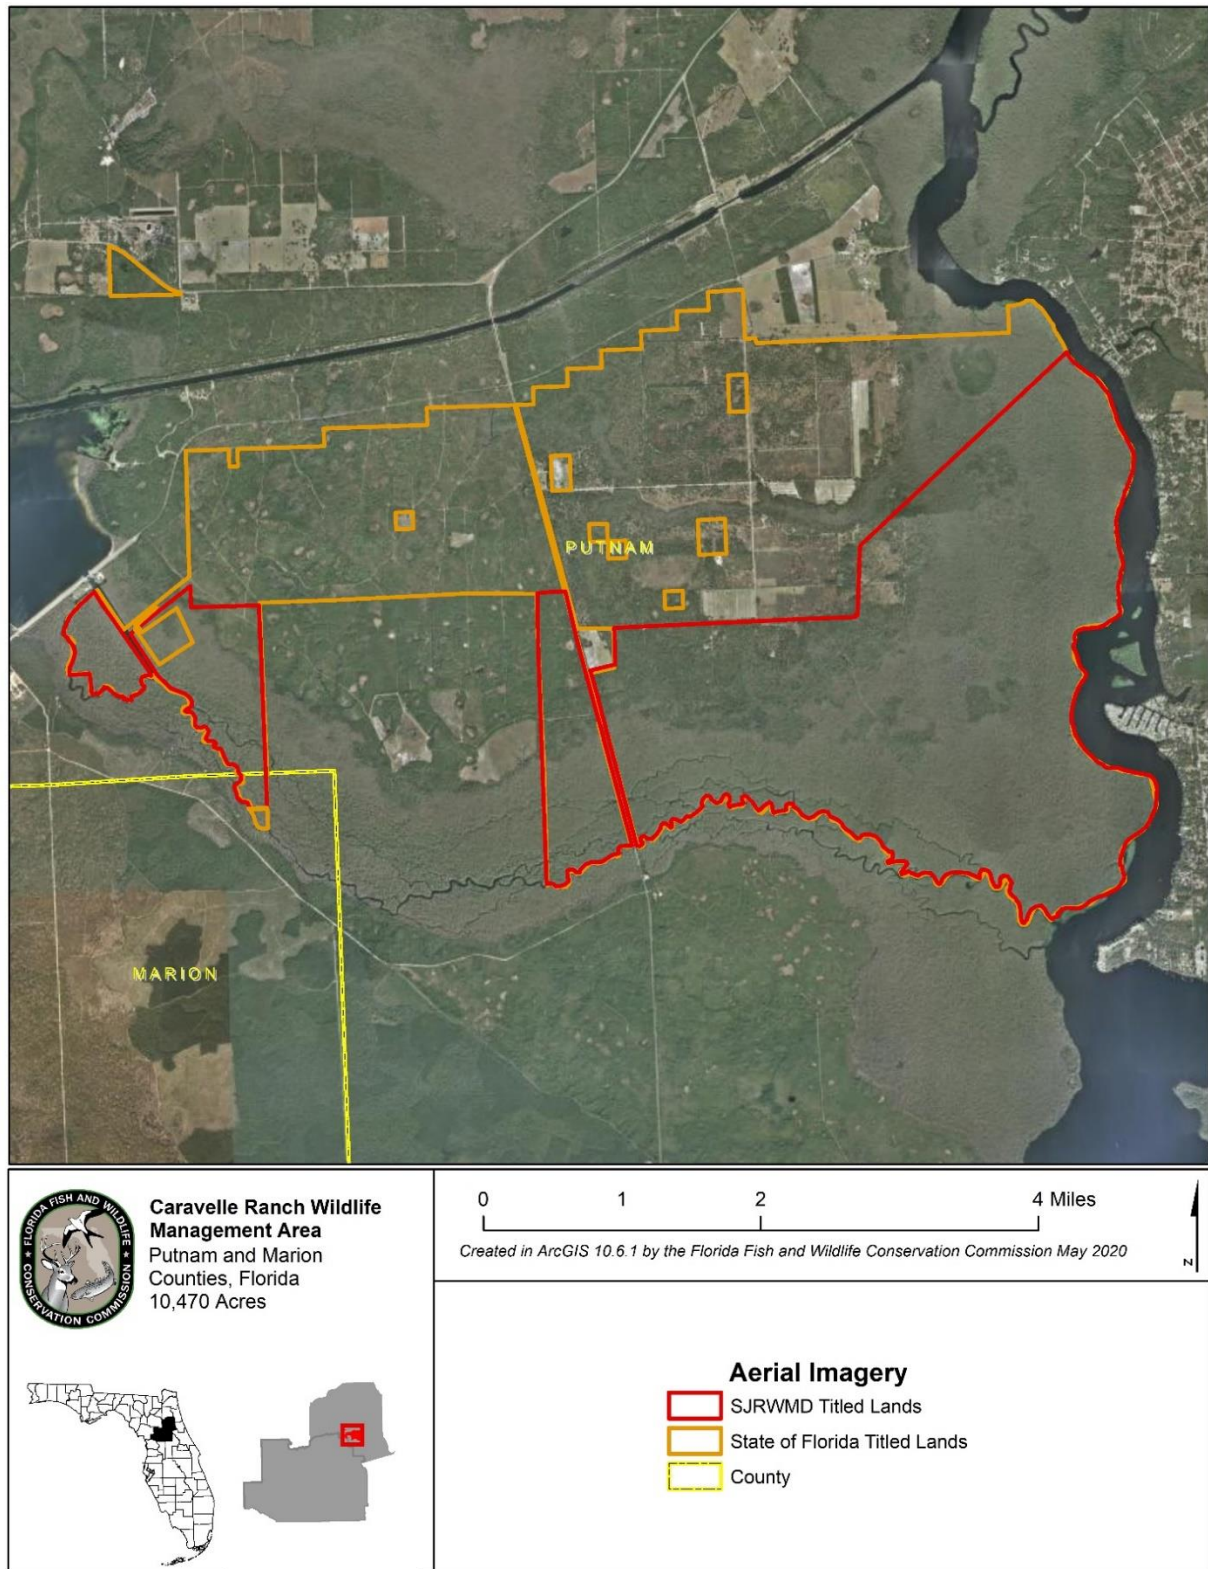 PUTNAM
MARION
FLORIDA FISH AND WILDLIFE
CONSERVATION COMMISSION
Caravelle Ranch Wildlife
Management Area
Putnam and Marion
Counties, Florida
10,470 Acres
0 1 2 4 Miles
Created in ArcGIS 10.6.1 by the Florida Fish and Wildlife Conservation Commission May 2020
N
Aerial Imagery
SJRWMD Titled Lands
State of Florida Titled Lands
County